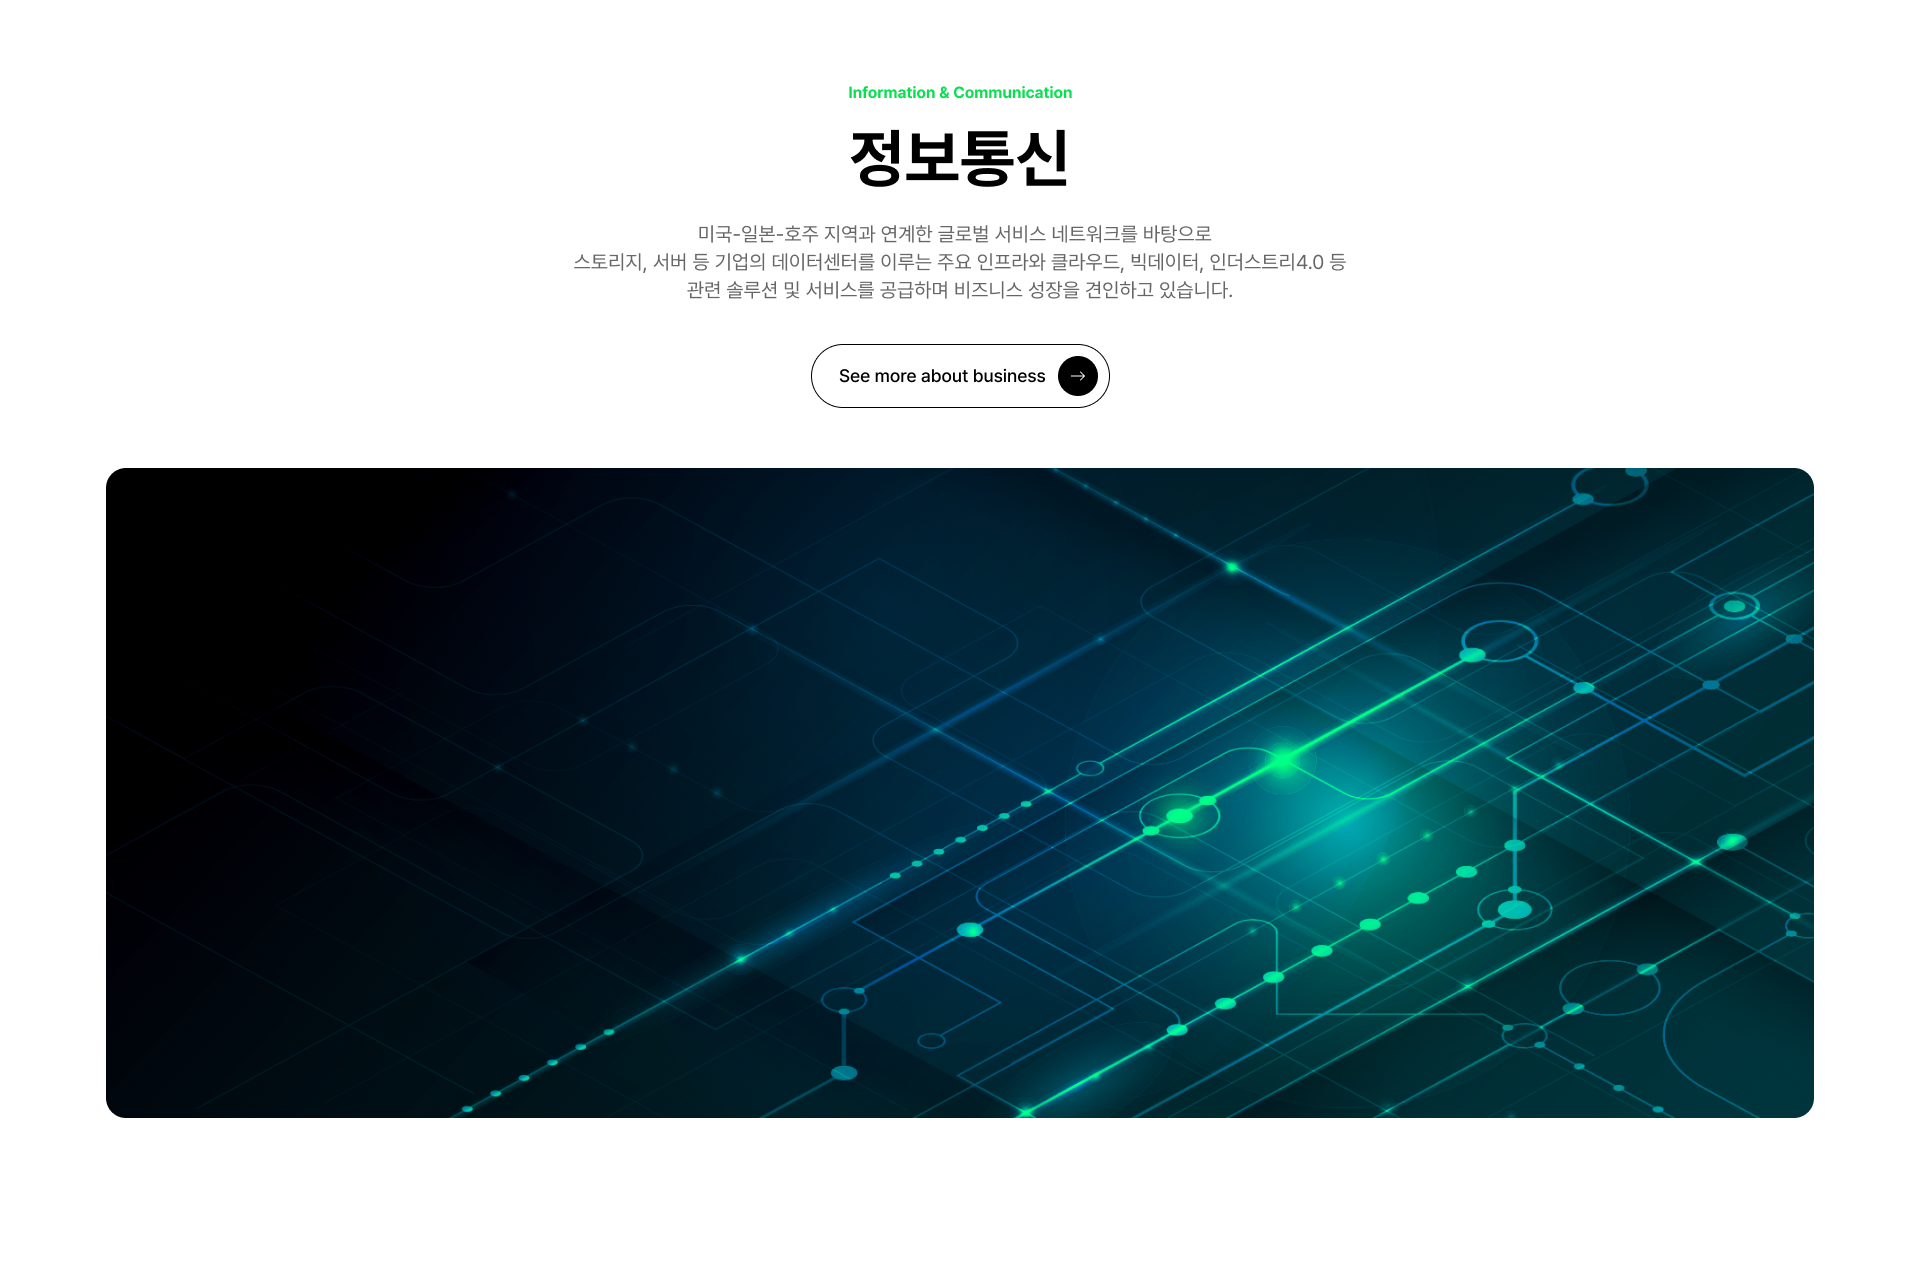 Information & Communication
정보통신
미국-일본-호주 지역과 연계한 글로벌 서비스 네트워크를 바탕으로
스토리지, 서버 등 기업의 데이터센터를 이루는 주요 인프라와 클라우드, 빅데이터, 인더스트리4.0 등
관련 솔루션 및 서비스를 공급하며 비즈니스 성장을 견인하고 있습니다.
See more about business